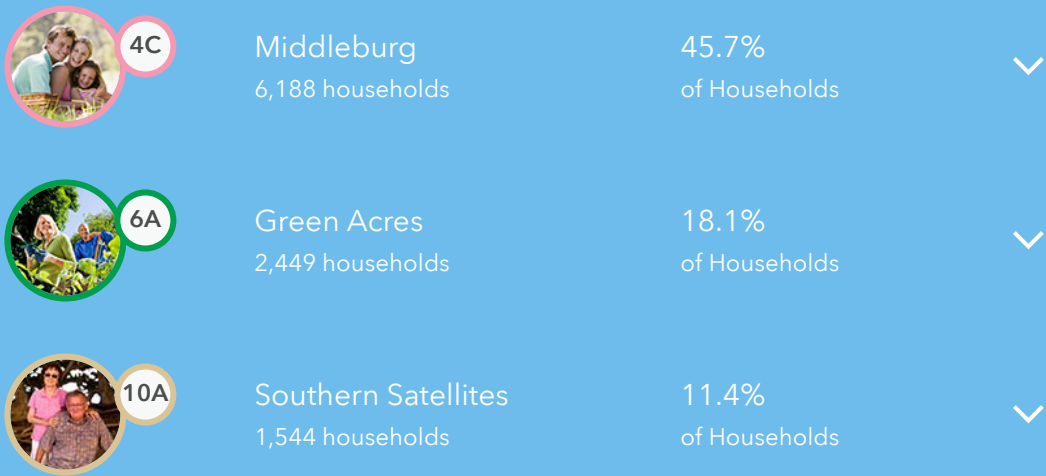 4C
Middleburg
45.7%
6,188 households
of Households
6A
Green Acres
18.1%
2,449 households
of Households
10A
Southern Satellites
11.4%
1,544 households
of Households